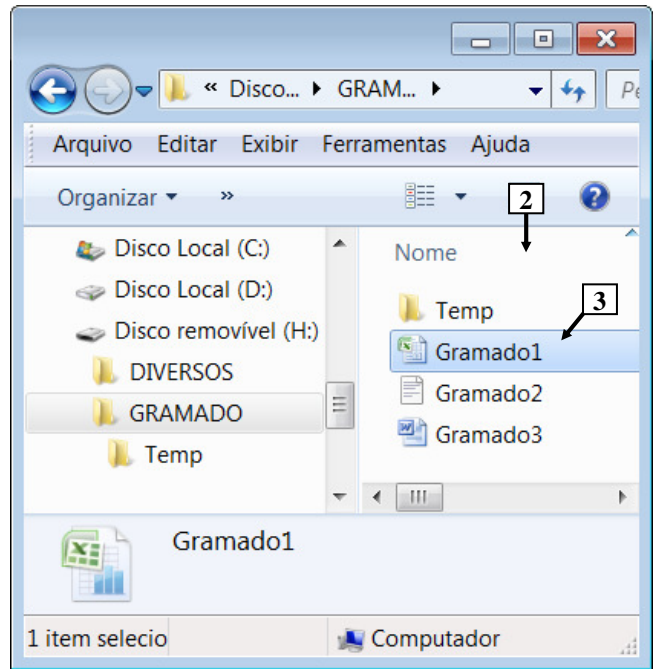 « Disco... GRAM... Pe
Arquivo Editar Exibir Ferramentas Ajuda
Organizar » 2
Disco Local (C:)
Disco Local (D:)
Disco removível (H:)
DIVERSOS
GRAMADO
Temp
Nome
Temp
3
Gramado1
Gramado2
Gramado3
Gramado1
1 item selecio Computador